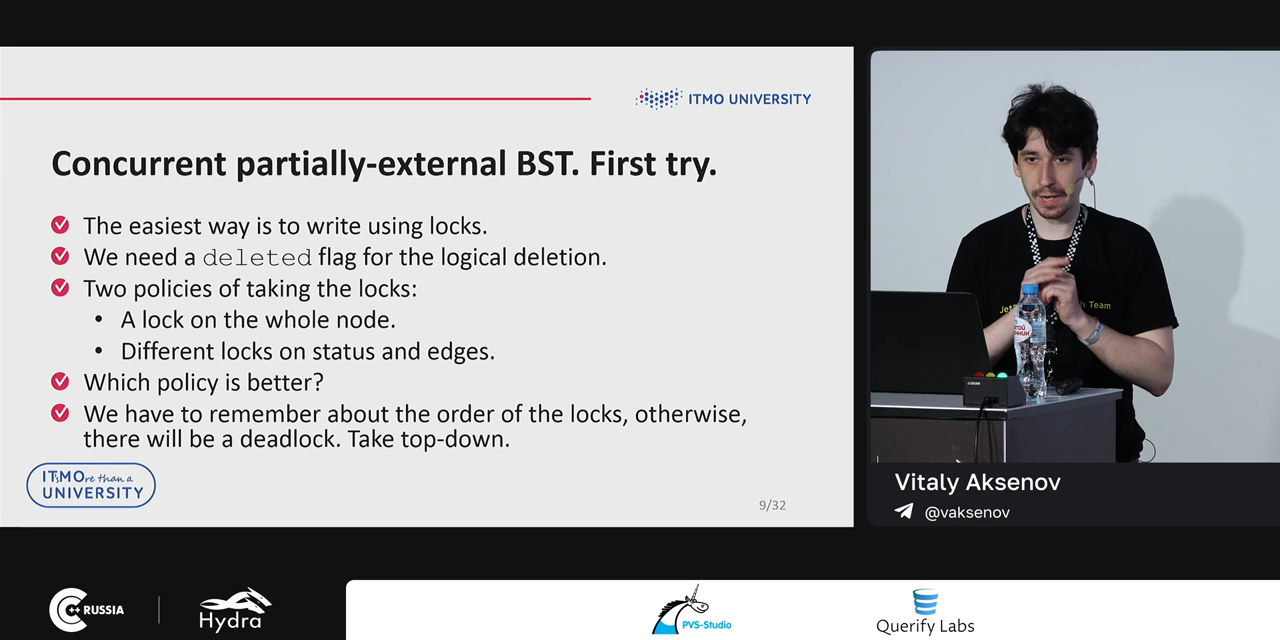 ITMO UNIVERSITY
Concurrent partially-external BST. First try.
The easiest way is to write using locks.
We need a deleted flag for the logical deletion.
Two policies of taking the locks:
• A lock on the whole node.
• Different locks on status and edges.
Which policy is better?
We have to remember about the order of the locks, otherwise,
there will be a deadlock. Take top-down.
ITsMOre than a
UNIVERSITY
9/32
Team
Vitaly Aksenov
@vaksenov
C++ RUSSIA
Hydra
PVS-Studio
Querify Labs